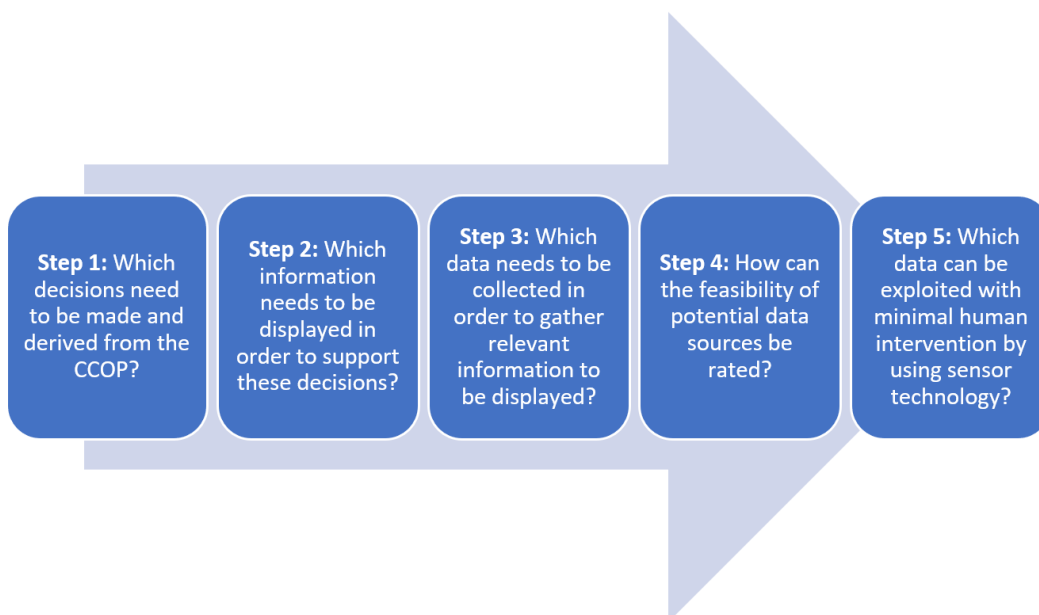 Step 1: Which
decisions need
to be made and
derived from the
CCOP?
Step 2: Which
information
needs to be
displayed in
order to support
these decisions?
Step 3: Which
data needs to be
collected in
order to gather
relevant
information to
be displayed?
Step 4: How can
the feasibility of
potential data
sources be
rated?
Step 5: Which
data can be
exploited with
minimal human
intervention by
using sensor
technology?